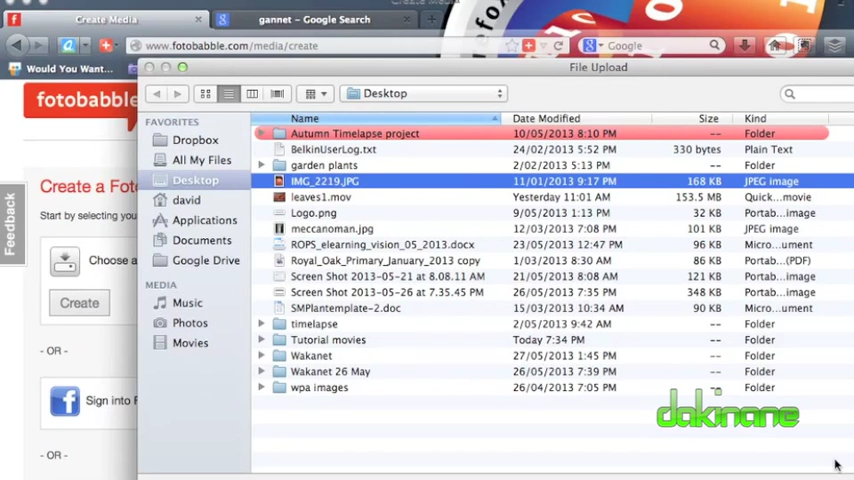 Create Media
Create Media
gannet - Google Search
www.fotobabble.com/media/create
Google
Would You Want...
File Upload
fotobabble
Desktop
Name
Date Modified
Size
Kind
FAVORITES
Dropbox
All My Files
Desktop
david
Applications
Documents
Google Drive
MEDIA
Music
Photos
Movies
Autumn Timelapse project 10/05/2013 8:10 PM -- Folder
BelkinUserLog.txt 24/02/2013 5:52 PM 330 bytes Plain Text
garden plants 2/02/2013 5:13 PM -- Folder
IMG_2219.JPG 11/01/2013 9:17 PM 168 KB JPEG image
leaves1.mov Yesterday 11:01 AM 153.5 MB Quick...movie
Logo.png 9/05/2013 1:13 PM 32 KB Portab...image
meccanoman.jpg 12/12/2013 7:08 PM 101 KB JPEG image
ROPS_elearning_vision_05_2013.docx 23/05/2013 12:47 PM 96 KB Micro...ument
Royal_Oak_Primary_January_2013 copy 1/03/2013 8:30 AM 86 KB Portab...(PDF)
Screen Shot 2013-05-21 at 8.08.11 AM 21/05/2013 8:08 AM 121 KB Portab...image
Screen Shot 2013-05-26 at 7.35.45 PM 26/05/2013 7:35 PM 348 KB Portab...image
SMPlantemplate-2.doc 15/03/2013 10:34 AM 90 KB Micro...ument
timelapse 2/05/2013 9:42 AM -- Folder
Tutorial movies Today 7:34 PM -- Folder
Wakanet 27/05/2013 1:45 PM -- Folder
Wakanet 26 May 26/05/2013 7:39 PM -- Folder
wpa images 26/04/2013 7:05 PM -- Folder
Feedback
Create a Foto
Start by selecting your
Choose a
Create
- OR -
Sign into F
- OR -
dakinane